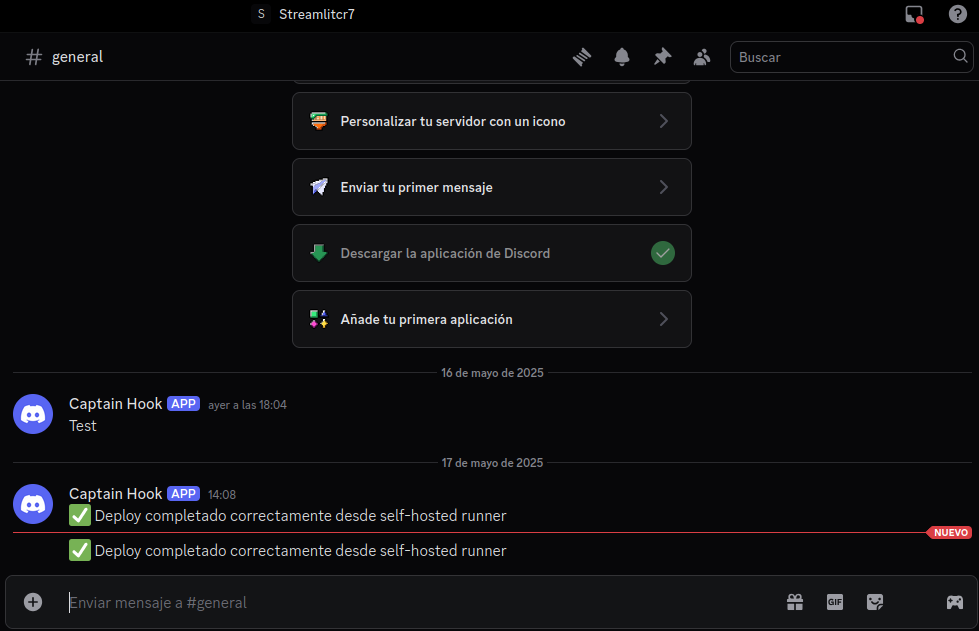 S Streamlitcr7
# general
Buscar
Personalizar tu servidor con un icono
Enviar tu primer mensaje
Descargar la aplicación de Discord
Añade tu primera aplicación
16 de mayo de 2025
Captain Hook APP ayer a las 18:04
Test
17 de mayo de 2025
Captain Hook APP 14:08
✅ Deploy completado correctamente desde self-hosted runner
NUEVO
✅ Deploy completado correctamente desde self-hosted runner
Enviar mensaje a #general
GIF